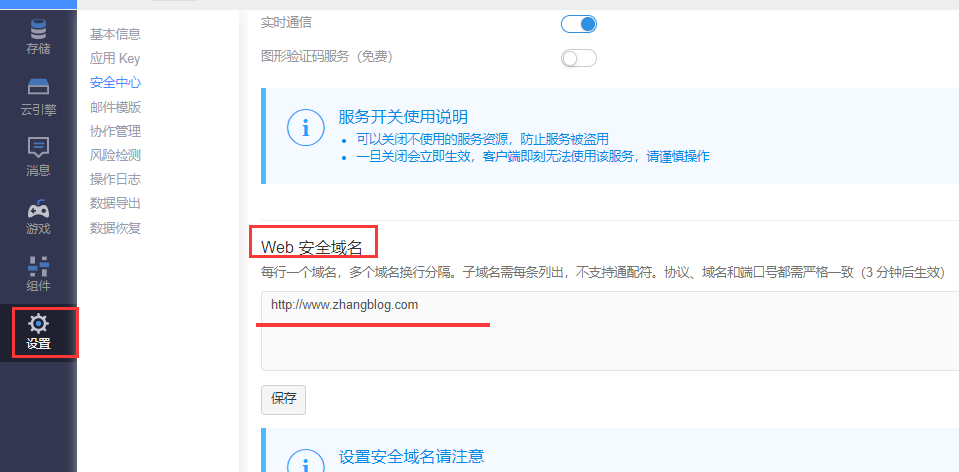 存储
云引擎
消息
游戏
组件
设置
基本信息
应用 Key
安全中心
邮件模版
协作管理
风险检测
操作日志
数据导出
数据恢复
实时通信
图形验证码服务（免费）
服务开关使用说明
可以关闭不使用的服务资源，防止服务被盗用
一旦关闭会立即生效，客户端即刻无法使用该服务，请谨慎操作
Web 安全域名
每行一个域名，多个域名换行分隔。子域名需每条列出，不支持通配符。协议、域名和端口号都需严格一致（3 分钟后生效）
http://www.zhangblog.com
保存
设置安全域名请注意